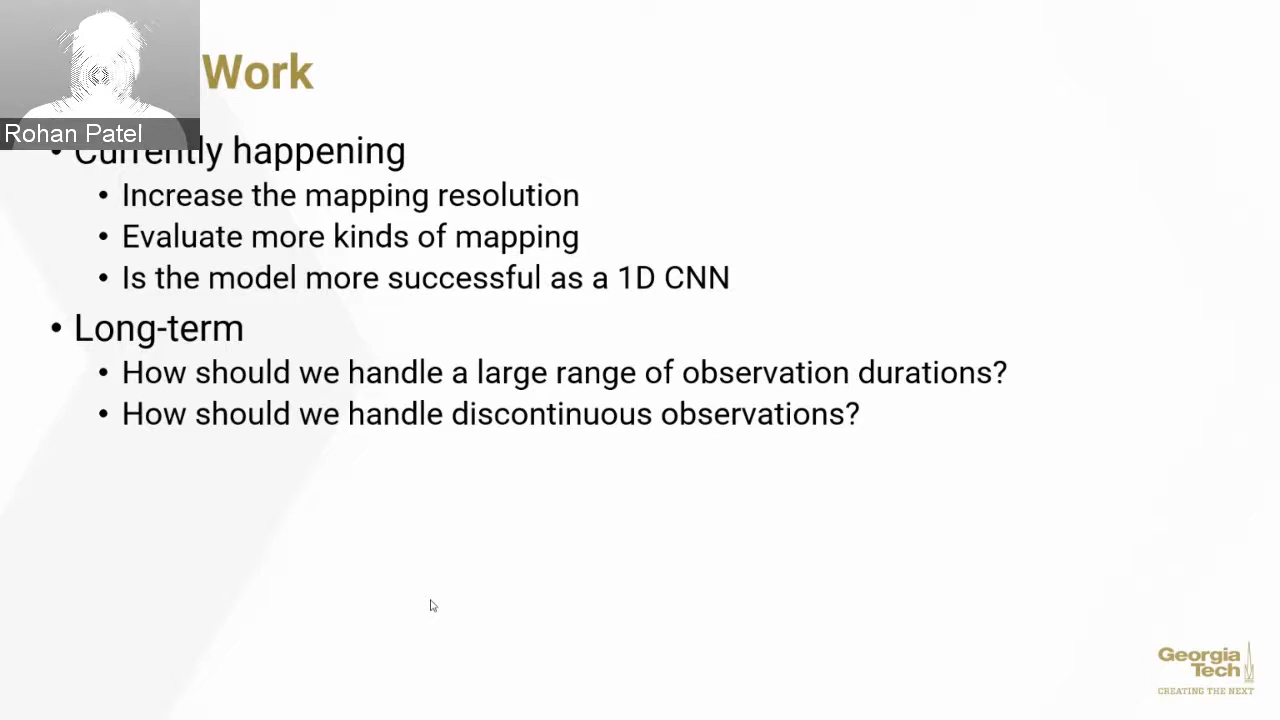 Work
Rohan Patel
• Currently happening
• Increase the mapping resolution
• Evaluate more kinds of mapping
• Is the model more successful as a 1D CNN
• Long-term
• How should we handle a large range of observation durations?
• How should we handle discontinuous observations?
Georgia
Tech
CREATING THE NEXT